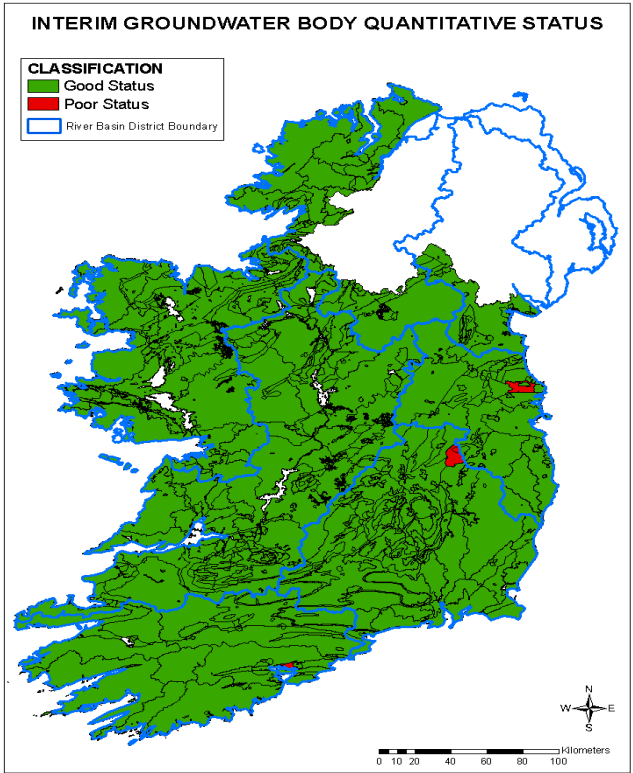 INTERIM GROUNDWATER BODY QUANTITATIVE STATUS
CLASSIFICATION
Good Status
Poor Status
River Basin District Boundary
N
W E
S
Kilometers
0 10 20 40 60 80 100